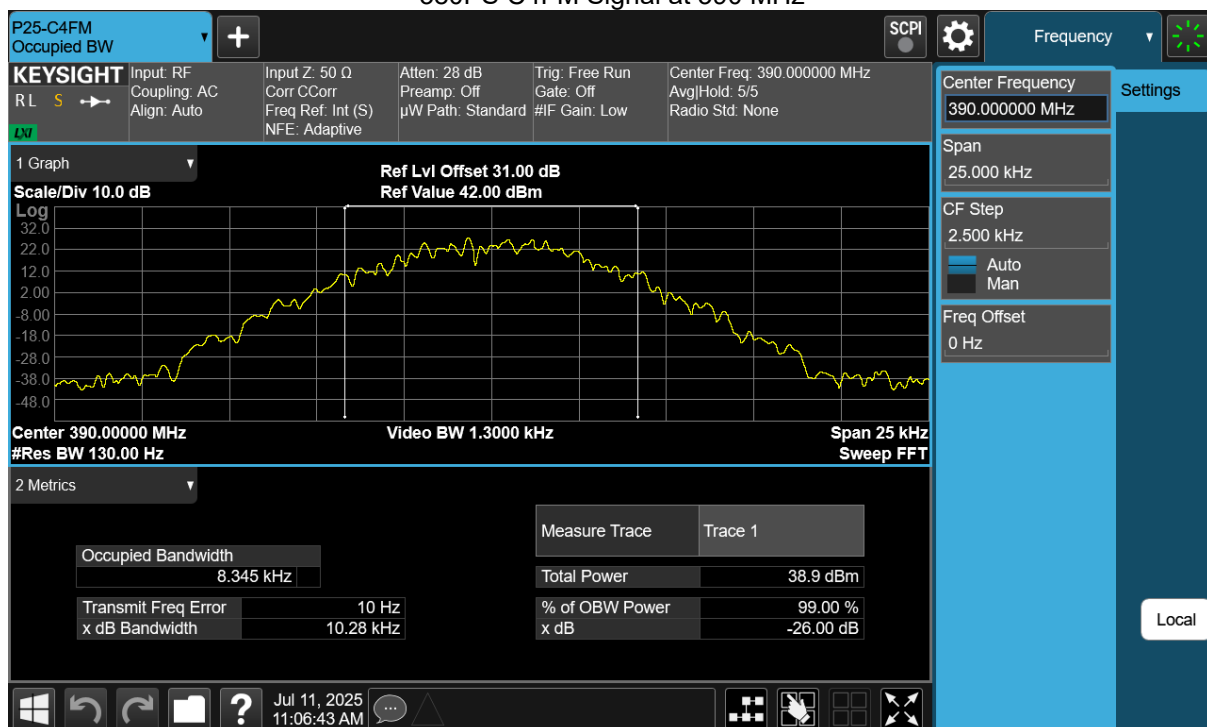 P25-C4FM
Occupied BW
+
SCPI
Frequency
KEYSIGHT
RL S
LXI
Input: RF
Coupling: AC
Align: Auto
Input Z: 50 Ω
Corr CCorr
Freq Ref: Int (S)
NFE: Adaptive
Atten: 28 dB
Preamp: Off
µW Path: Standard
Trig: Free Run
Gate: Off
#IF Gain: Low
Center Freq: 390.000000 MHz
Avg|Hold: 5/5
Radio Std: None
Center Frequency
390.000000 MHz
Settings
Span
25.000 kHz
CF Step
2.500 kHz
Auto
Man
Freq Offset
0 Hz
1 Graph
Scale/Div 10.0 dB
Ref Lvl Offset 31.00 dB
Ref Value 42.00 dBm
Log
32.0
22.0
12.0
2.00
-8.00
-18.0
-28.0
-38.0
-48.0
Center 390.00000 MHz
#Res BW 130.00 Hz
Video BW 1.3000 kHz
Span 25 kHz
Sweep FFT
2 Metrics
Occupied Bandwidth
8.345 kHz
Transmit Freq Error 10 Hz
x dB Bandwidth 10.28 kHz
Measure Trace Trace 1
Total Power 38.9 dBm
% of OBW Power 99.00 %
x dB -26.00 dB
Local
?
Jul 11, 2025
11:06:43 AM